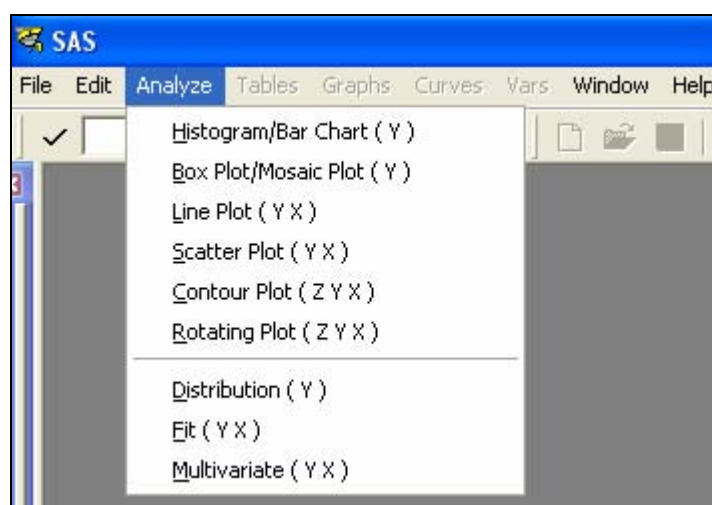 SAS
File Edit Analyze Tables Graphs Curves Vars Window Help
Histogram/Bar Chart ( Y )
Box Plot/Mosaic Plot ( Y )
Line Plot ( Y X )
Scatter Plot ( Y X )
Contour Plot ( Z Y X )
Rotating Plot ( Z Y X )
Distribution ( Y )
Fit ( Y X )
Multivariate ( Y X )